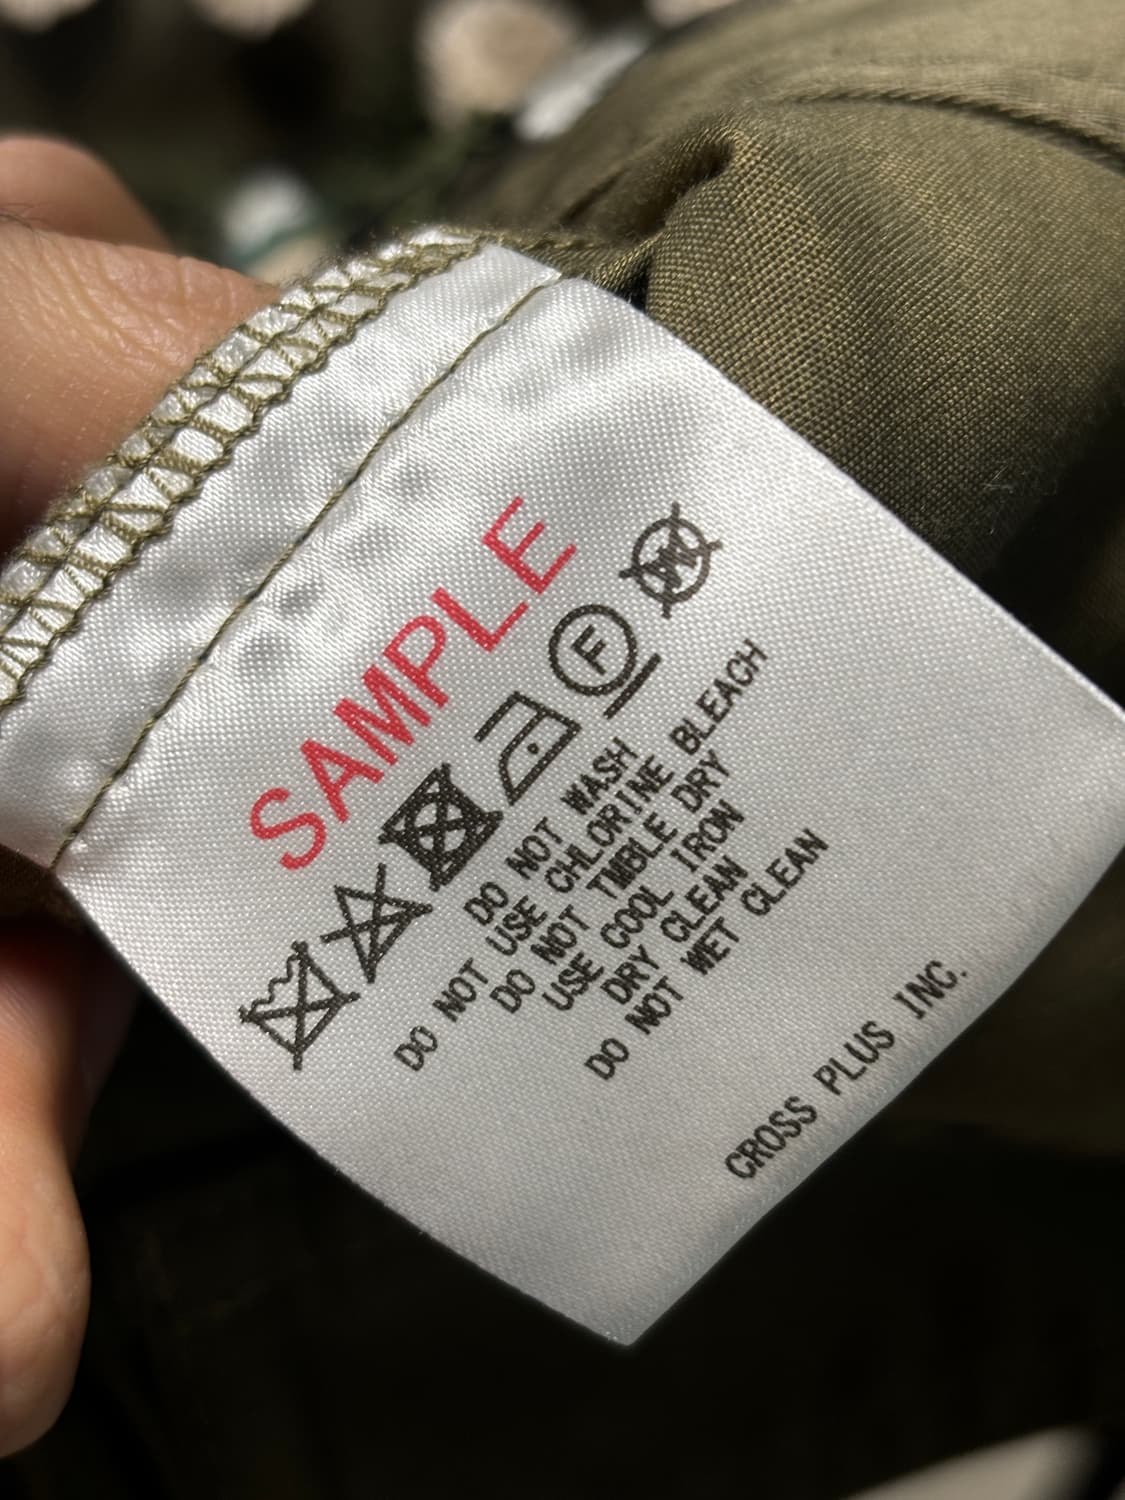 SAMPLE
F
W
DO NOT WASH
DO NOT USE CHLORINE BLEACH
DO NOT TMBLE DRY
USE COOL IRON
DRY CLEAN
DO NOT WET CLEAN
CROSS PLUS INC.